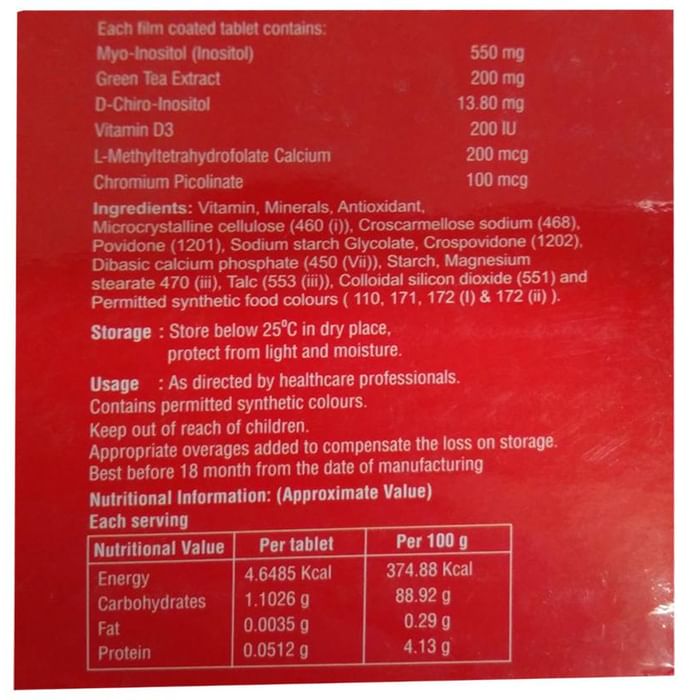 Each film coated tablet contains:
Myo-Inositol (Inositol) 550 mg
Green Tea Extract 200 mg
D-Chiro-Inositol 13.80 mg
Vitamin D3 200 IU
L-Methyltetrahydrofolate Calcium 200 mcg
Chromium Picolinate 100 mcg
Ingredients: Vitamin, Minerals, Antioxidant,
Microcrystalline cellulose (460 (i)), Croscarmellose sodium (468),
Povidone (1201), Sodium starch Glycolate, Crospovidone (1202),
Dibasic calcium phosphate (450 (Vii)), Starch, Magnesium
stearate 470 (iii), Talc (553 (iii)), Colloidal silicon dioxide (551) and
Permitted synthetic food colours ( 110, 171, 172 (I) & 172 (ii) ).
Storage : Store below 25⁰C in dry place,
protect from light and moisture.
Usage : As directed by healthcare professionals.
Contains permitted synthetic colours.
Keep out of reach of children.
Appropriate overages added to compensate the loss on storage.
Best before 18 month from the date of manufacturing
Nutritional Information: (Approximate Value)
Each serving
Nutritional Value Per tablet Per 100 g
Energy 4.6485 Kcal 374.88 Kcal
Carbohydrates 1.1026 g 88.92 g
Fat 0.0035 g 0.29 g
Protein 0.0512 g 4.13 g